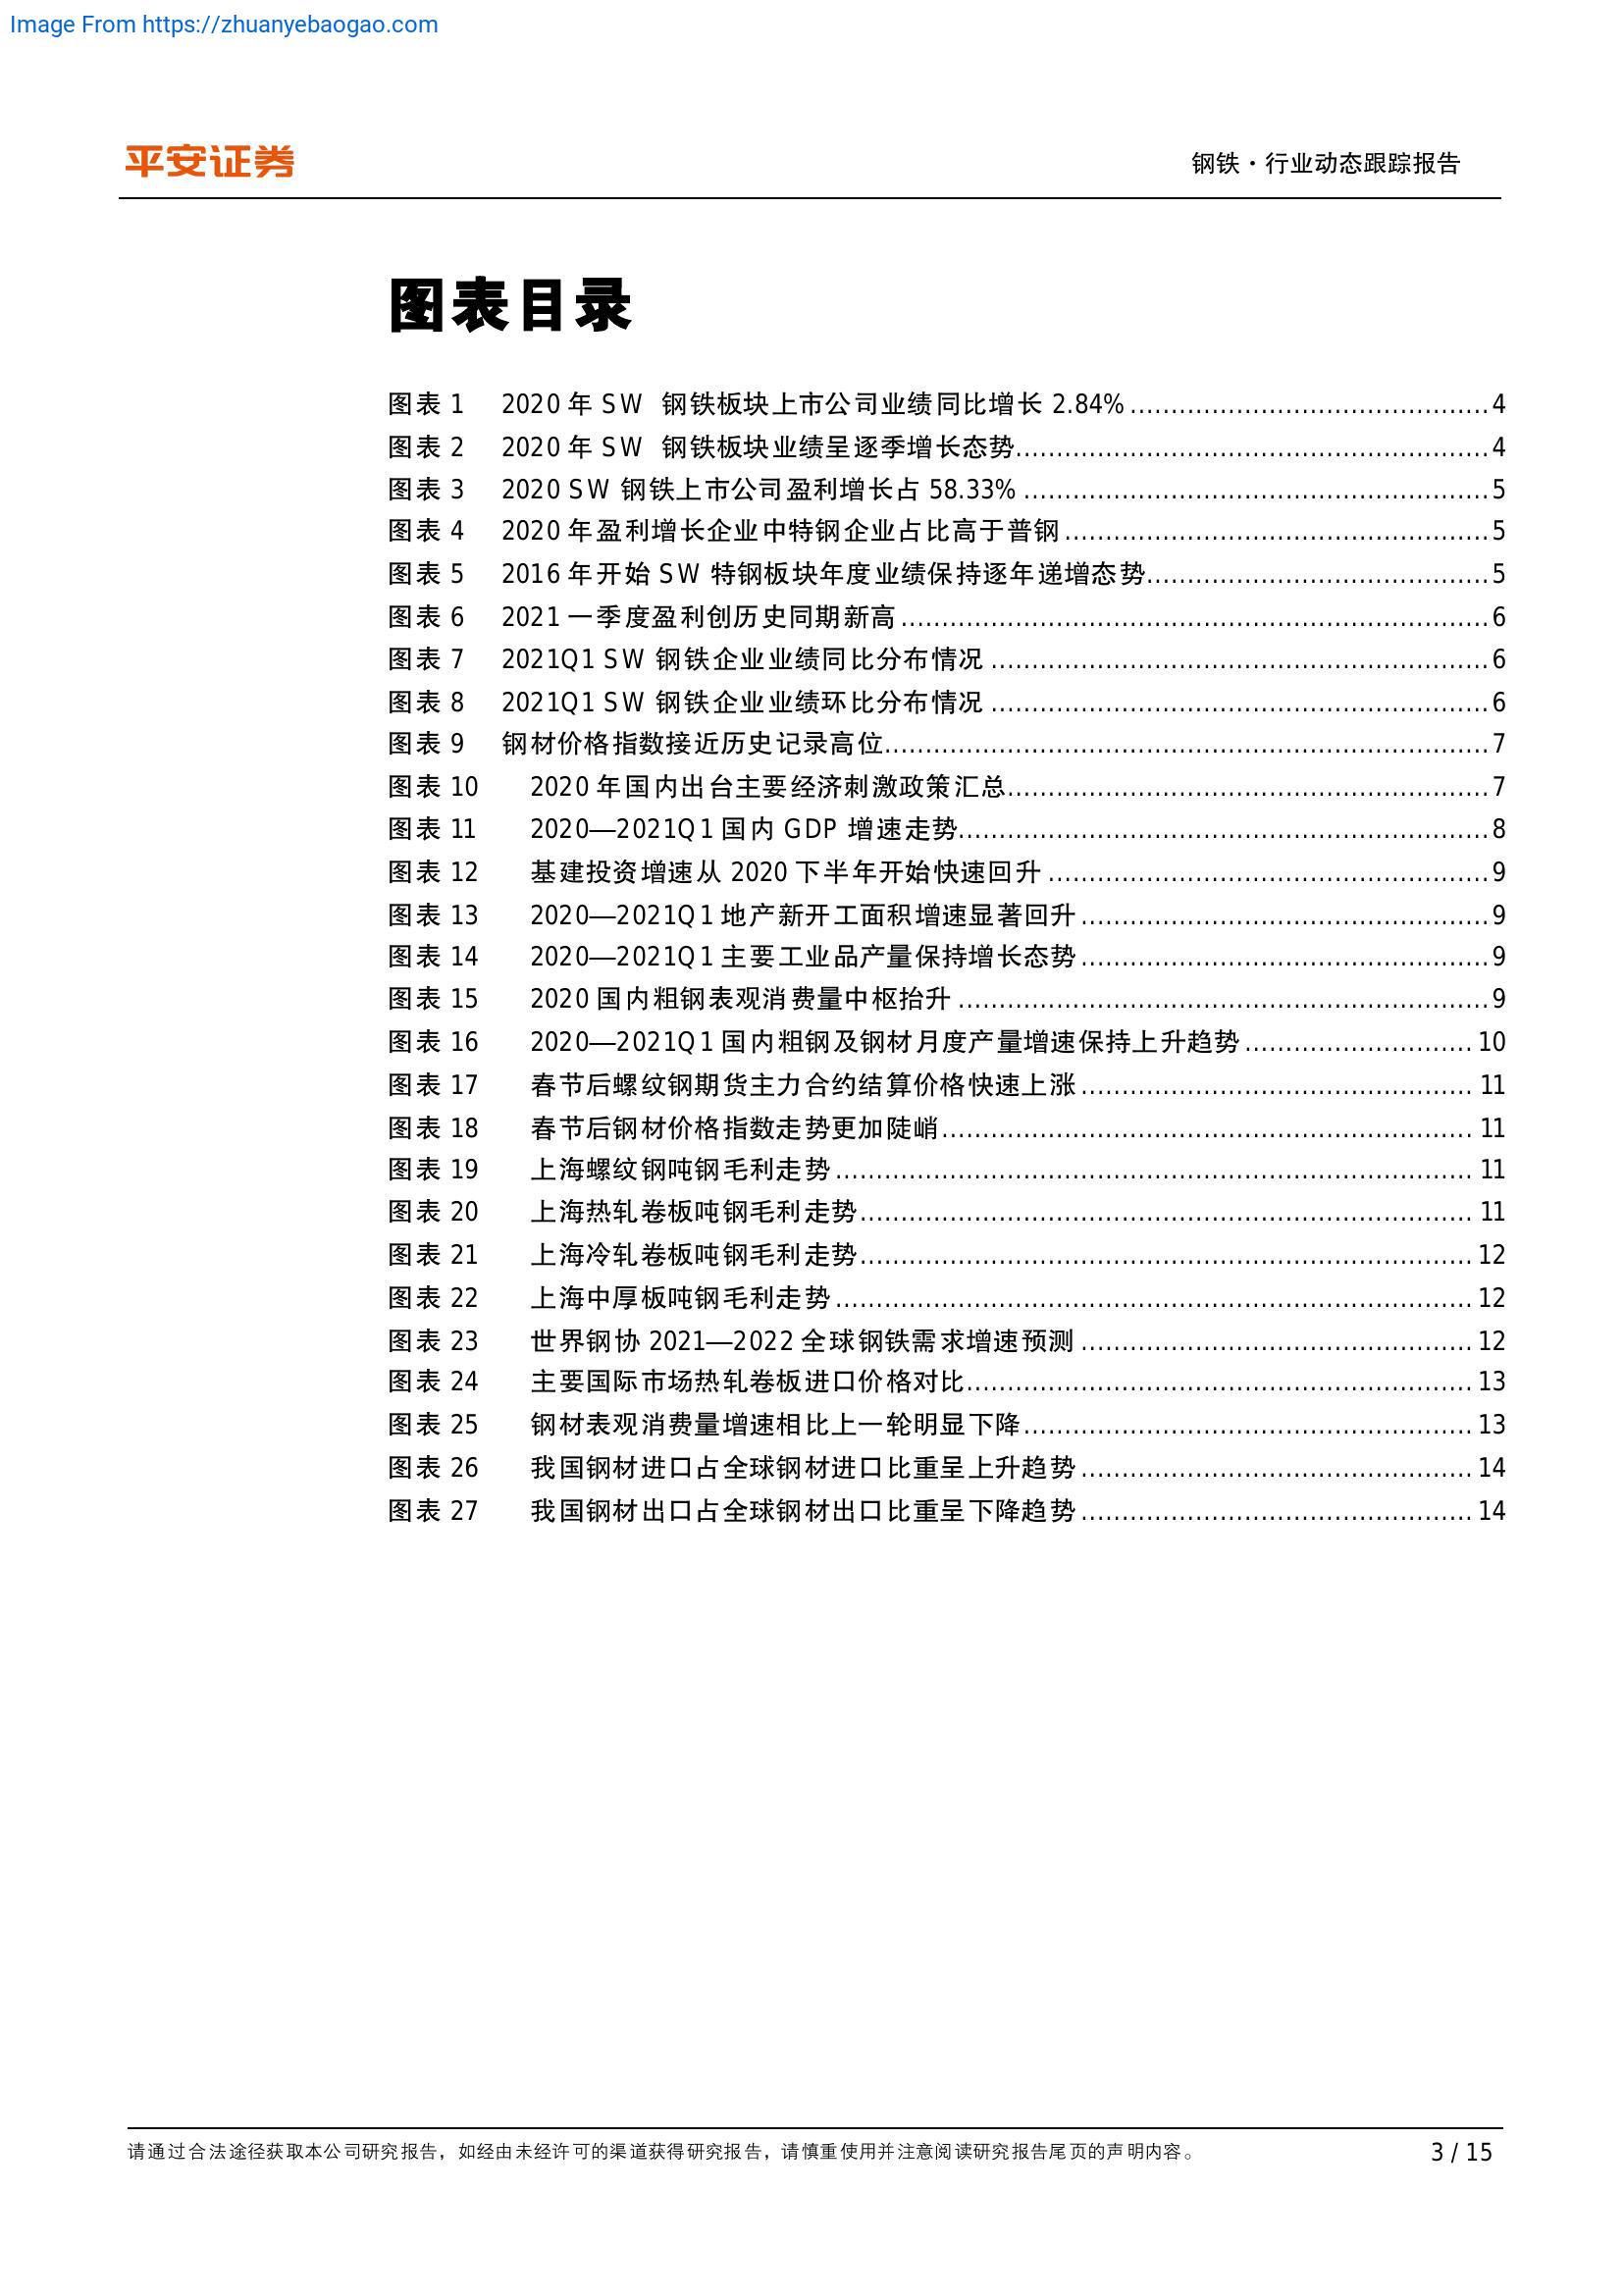 Image From https://zhuanyebaogao.com
平安证券
钢铁·行业动态跟踪报告
图表目录
图表 1 2020 年 SW 钢铁板块上市公司业绩同比增长 2.84% 4
图表 2 2020 年 SW 钢铁板块业绩呈逐季增长态势 4
图表 3 2020 SW 钢铁上市公司盈利增长占 58.33% 5
图表 4 2020 年盈利增长企业中特钢企业占比高于普钢 5
图表 5 2016 年开始 SW 特钢板块年度业绩保持逐年递增态势 5
图表 6 2021 一季度盈利创历史同期新高 6
图表 7 2021Q1 SW 钢铁企业业绩同比分布情况 6
图表 8 2021Q1 SW 钢铁企业业绩环比分布情况 6
图表 9 钢材价格指数接近历史记录高位 7
图表 10 2020 年国内出台主要经济刺激政策汇总 7
图表 11 2020—2021Q1 国内 GDP 增速走势 8
图表 12 基建投资增速从 2020 下半年开始快速回升 9
图表 13 2020—2021Q1 地产新开工面积增速显著回升 9
图表 14 2020—2021Q1 主要工业品产量保持增长态势 9
图表 15 2020 国内粗钢表观消费量中枢抬升 9
图表 16 2020—2021Q1 国内粗钢及钢材月度产量增速保持上升趋势 10
图表 17 春节后螺纹钢期货主力合约结算价格快速上涨 11
图表 18 春节后钢材价格指数走势更加陡峭 11
图表 19 上海螺纹钢吨钢毛利走势 11
图表 20 上海热轧卷板吨钢毛利走势 11
图表 21 上海冷轧卷板吨钢毛利走势 12
图表 22 上海中厚板吨钢毛利走势 12
图表 23 世界钢协 2021—2022 全球钢铁需求增速预测 12
图表 24 主要国际市场热轧卷板进口价格对比 13
图表 25 钢材表观消费量增速相比上一轮明显下降 13
图表 26 我国钢材进口占全球钢材进口比重呈上升趋势 14
图表 27 我国钢材出口占全球钢材出口比重呈下降趋势 14
请通过合法途径获取本公司研究报告，如经由未经许可的渠道获得研究报告，请慎重使用并注意阅读研究报告尾页的声明内容。
3 / 15